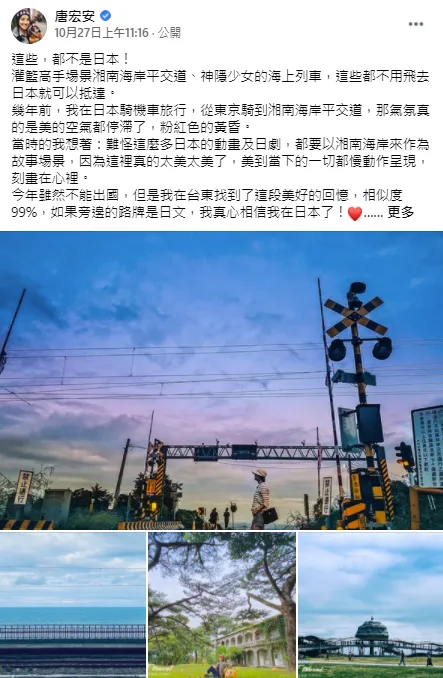 唐宏安
10月27日上午11:16 · 公開
這些，都不是日本！
灌籃高手場景湘南海岸平交道、神隱少女的海上列車，這些都不用飛去
日本就可以抵達。
幾年前，我在日本騎機車旅行，從東京騎到湘南海岸平交道，那氣氛真
的是美的空氣都停滯了，粉紅色的黃昏。
當時的我想著：難怪這麼多日本的動畫及日劇，都要以湘南海岸來作為
故事場景，因為這裡真的太美太美了，美到當下的一切都慢動作呈現，
刻畫在心裡。
今年雖然不能出國，但是我在台東找到了這段美好的回憶，相似度
99%，如果旁邊的路牌是日文，我真心相信我在日本了！❤️...... 更多